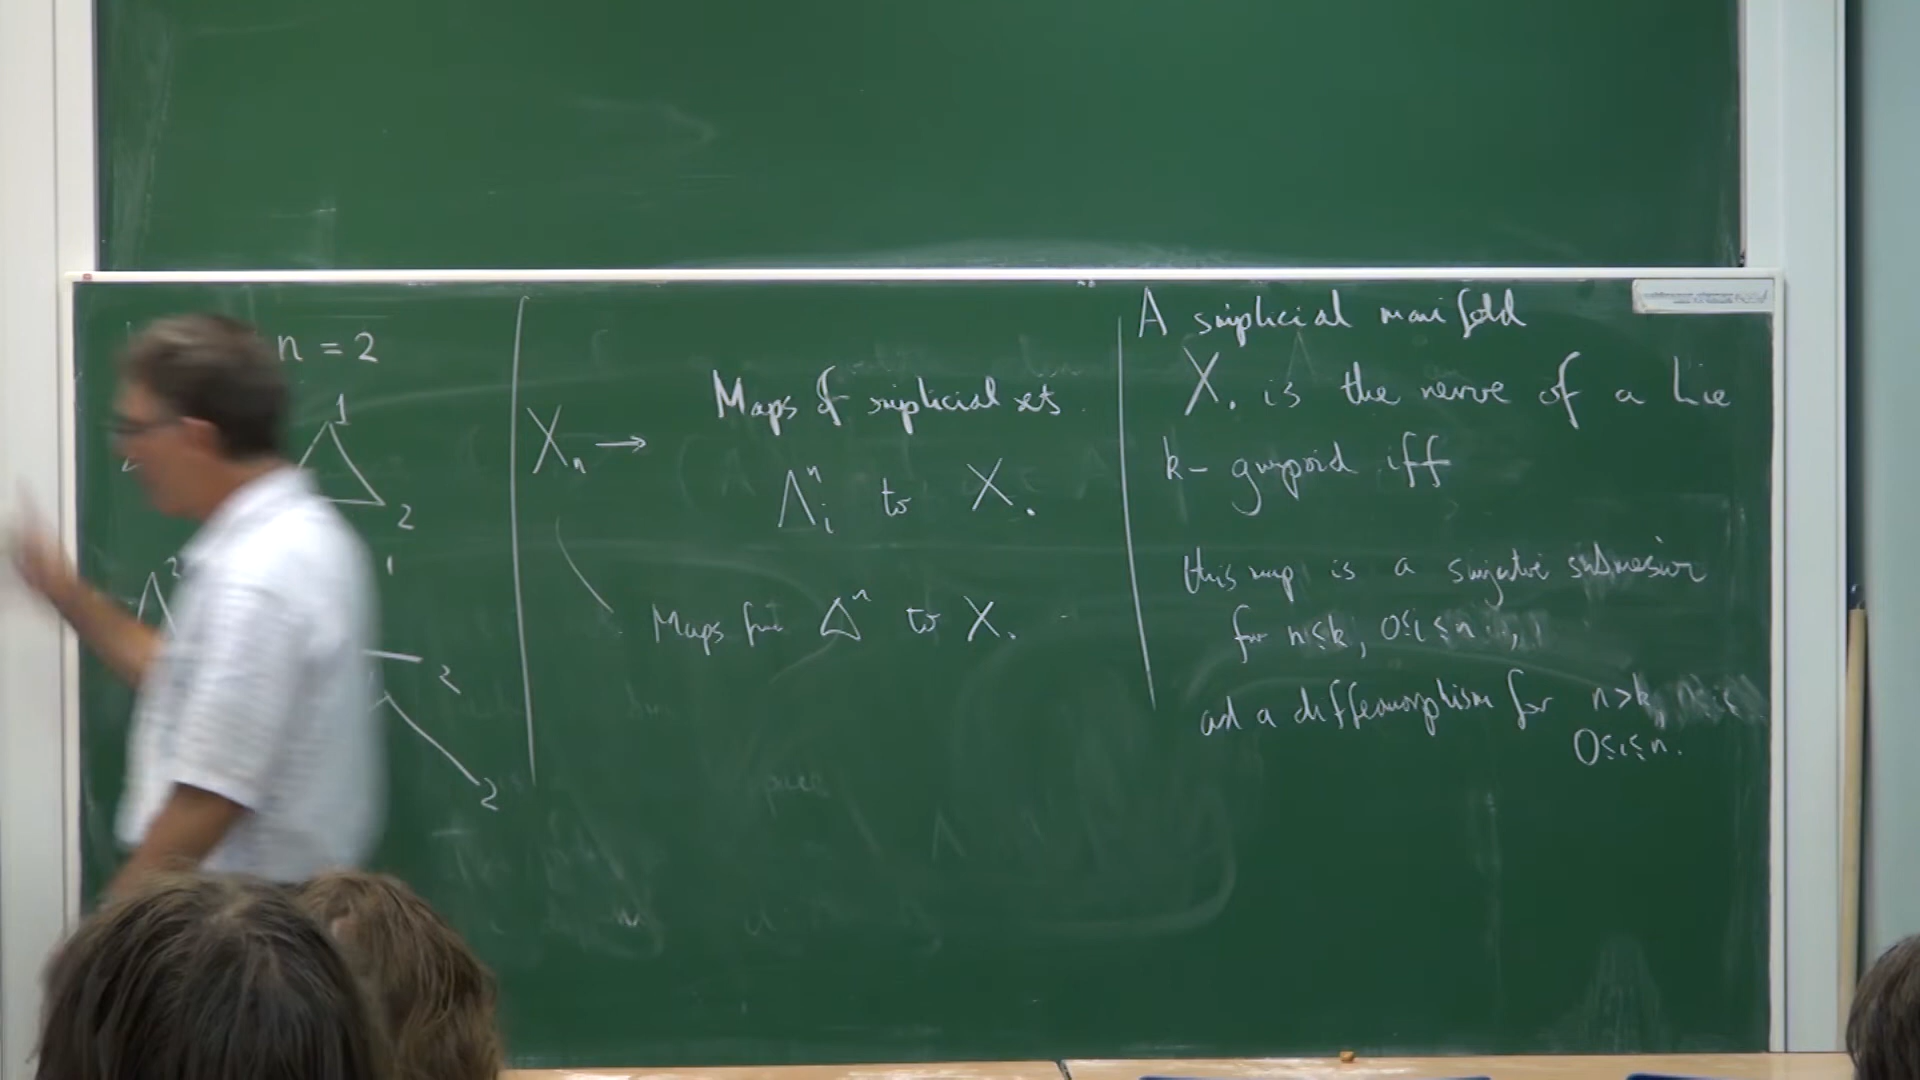 n = 2
1
2
2
1
2
2
X_n →
Maps of simplicial sets
Λ^n_i to X.
Maps from Δ^n to X.
A simplicial manifold
X. is the nerve of a Lie
k-groupoid iff
this map is a surjective submersion
for n≤k, 0≤i≤n
and a diffeomorphism for n>k,
0≤i≤n.